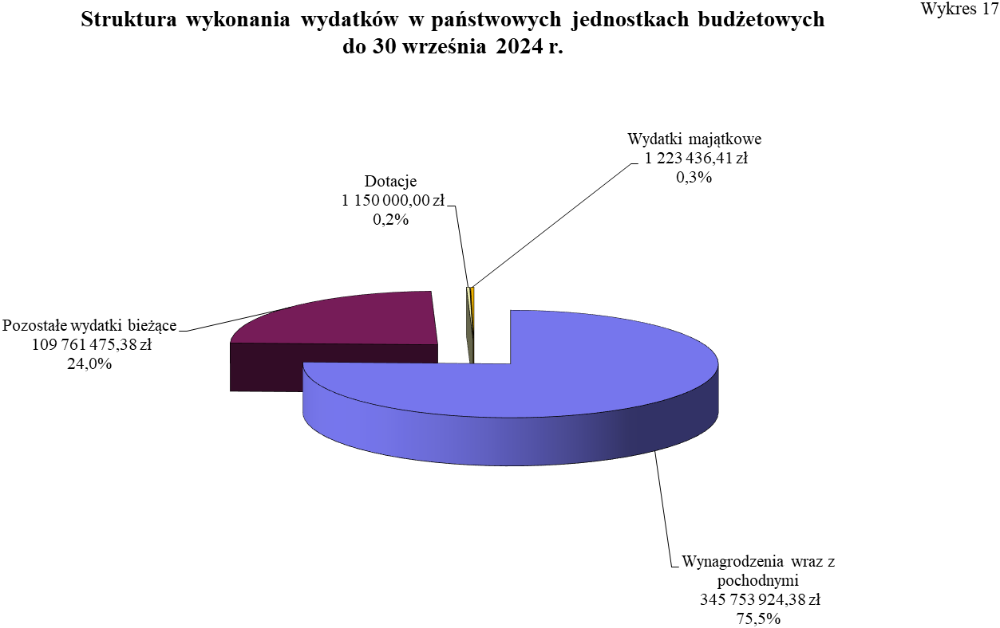 Wykres 17
Struktura wykonania wydatków w państwowych jednostkach budżetowych
do 30 września 2024 r.
Wydatki majątkowe
1 223 436,41 zł
0,3%
Dotacje
1 150 000,00 zł
0,2%
Pozostałe wydatki bieżące
109 761 475,38 zł
24,0%
Wynagrodzenia wraz z
pochodnymi
345 753 924,38 zł
75,5%